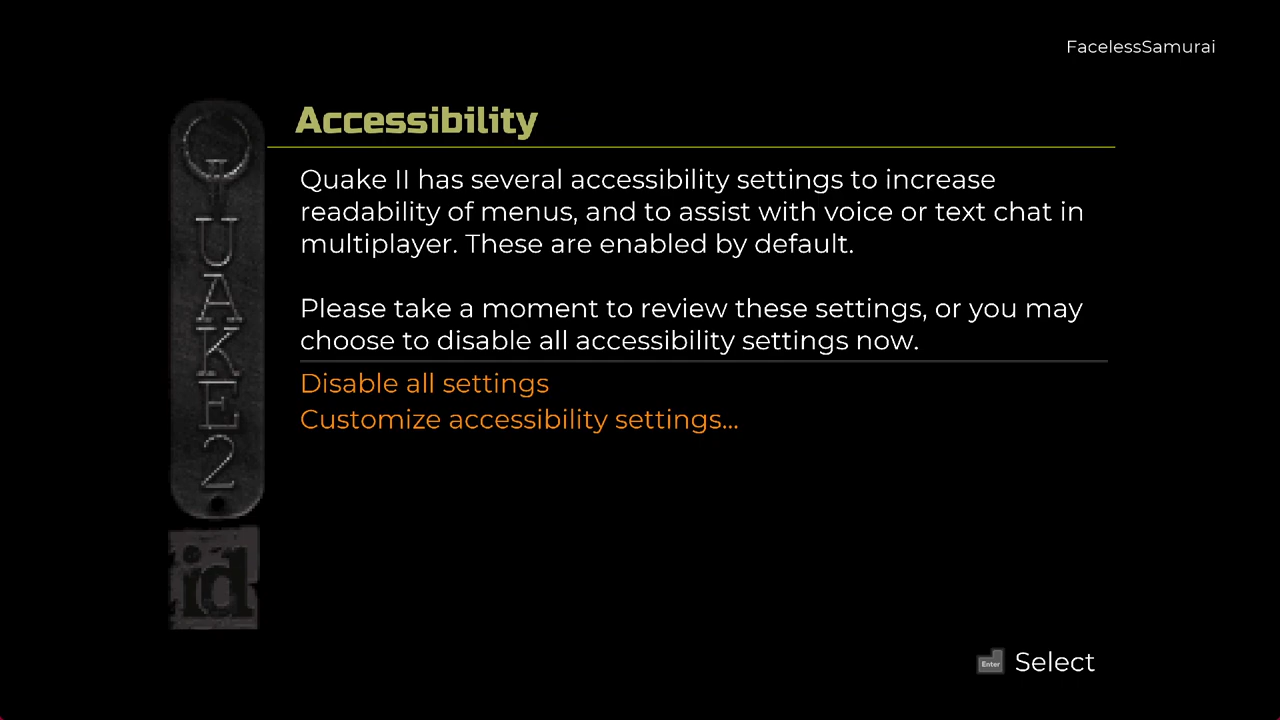 FacelessSamurai
Accessibility
Quake II has several accessibility settings to increase
readability of menus, and to assist with voice or text chat in
multiplayer. These are enabled by default.
Please take a moment to review these settings, or you may
choose to disable all accessibility settings now.
Disable all settings
Customize accessibility settings...
QUAKE2
id
Enter Select